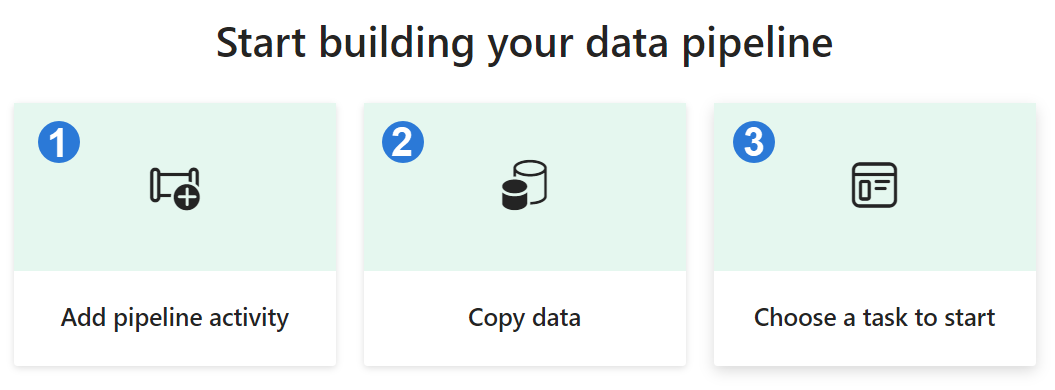 Start building your data pipeline
1
2
3
Add pipeline activity
Copy data
Choose a task to start